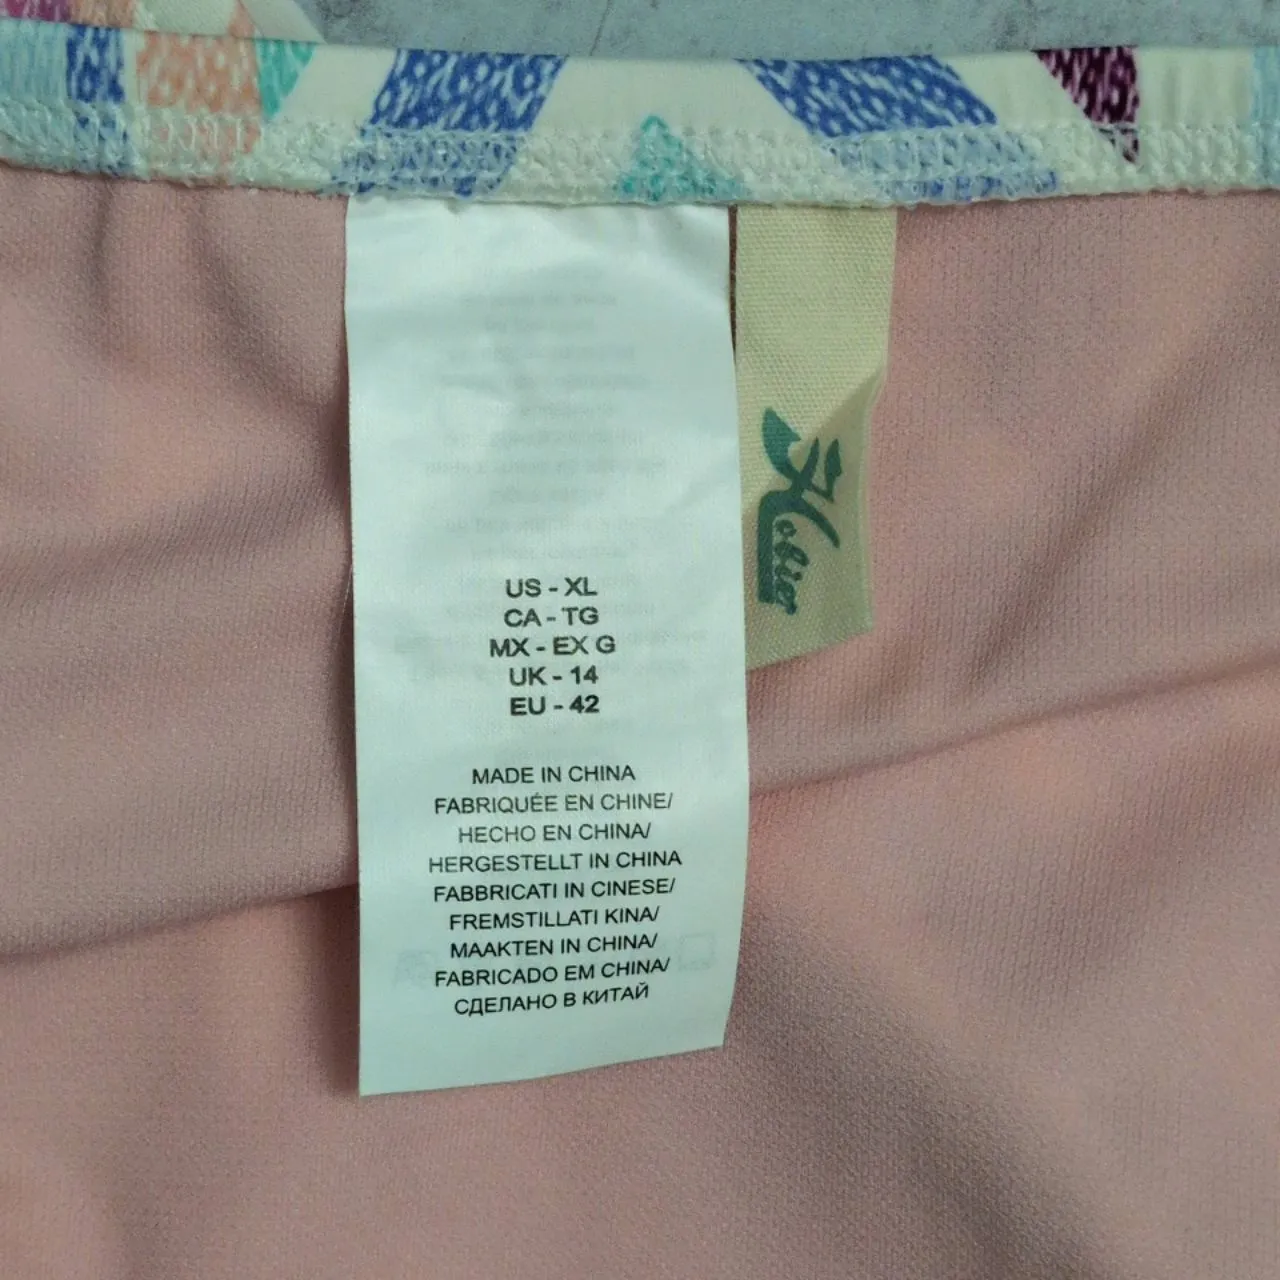 US - XL
CA - TG
MX - EX G
UK - 14
EU - 42
MADE IN CHINA
FABRIQUÉE EN CHINE/
HECHO EN CHINA/
HERGESTELLT IN CHINA
FABBRICATI IN CINESE/
FREMSTILLATI KINA/
MAAKTEN IN CHINA/
FABRICADO EM CHINA/
СДЕЛАНО В КИТАЙ